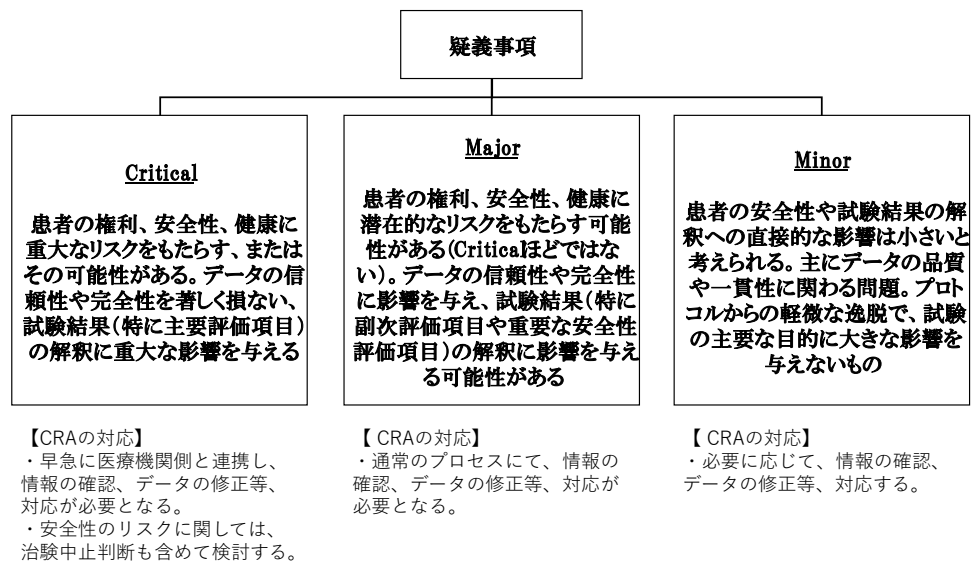 疑義事項
Critical
患者の権利、安全性、健康に
重大なリスクをもたらす、または
その可能性がある。データの信
頼性や完全性を著しく損ない、
試験結果(特に主要評価項目)
の解釈に重大な影響を与える
Major
患者の権利、安全性、健康に
潜在的なリスクをもたらす可能
性がある(Criticalほどではな
い)。データの信頼性や完全性
に影響を与え、試験結果(特に
副次評価項目や重要な安全性
評価項目)の解釈に影響を与え
る可能性がある
Minor
患者の安全性や試験結果の解
釈への直接的な影響は小さいと
考えられる。主にデータの品質
や一貫性に関わる問題。プロト
コルからの軽微な逸脱で、試験
の主要な目的に大きな影響を
与えないもの
【CRAの対応】
・早急に医療機関側と連携し、
情報の確認、データの修正等、
対応が必要となる。
・安全性のリスクに関しては、
治験中止判断も含めて検討する。
【 CRAの対応】
・通常のプロセスにて、情報の
確認、データの修正等、対応が
必要となる。
【 CRAの対応】
・必要に応じて、情報の確認、
データの修正等、対応する。